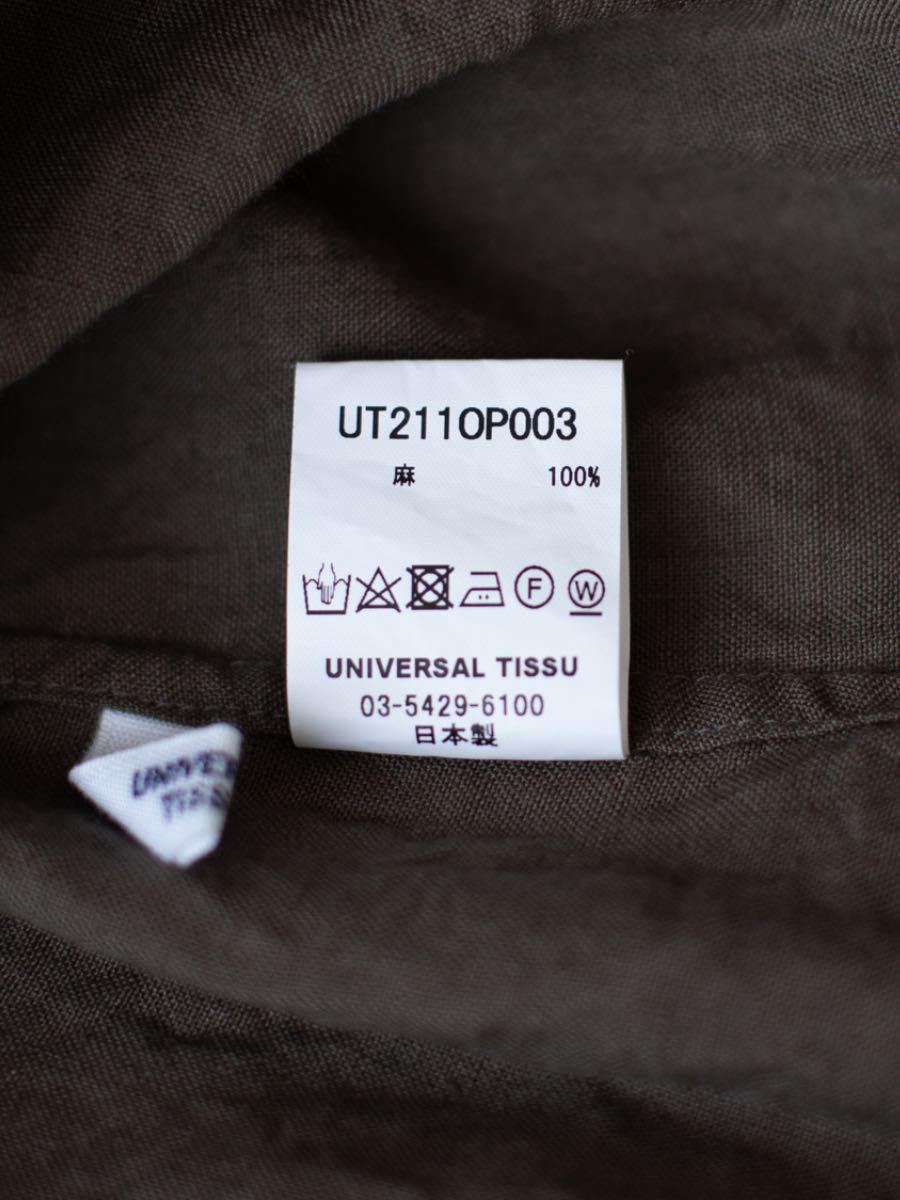 UT211OP003
麻 100%
F W
UNIVERSAL TISSU
03-5429-6100
日本製